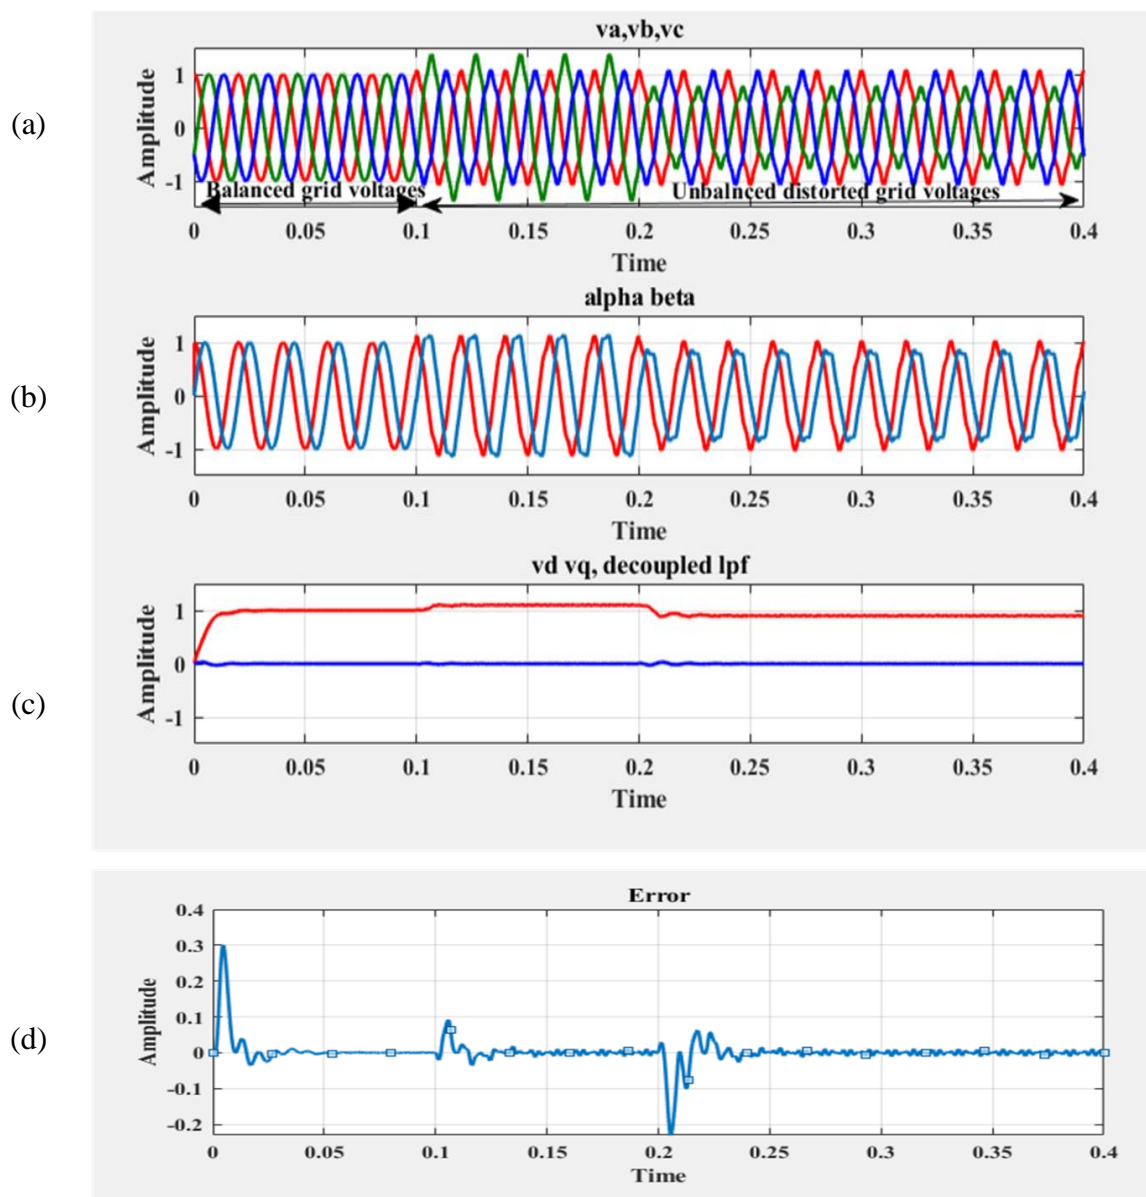 va,vb,vc
(a)
Amplitude
1
0
-1
Balanced grid voltages
Unbalnced distorted grid voltages
0 0.05 0.1 0.15 0.2 0.25 0.3 0.35 0.4
Time
alpha beta
(b)
Amplitude
1
0
-1
0 0.05 0.1 0.15 0.2 0.25 0.3 0.35 0.4
Time
vd vq, decoupled lpf
(c)
Amplitude
1
0
-1
0 0.05 0.1 0.15 0.2 0.25 0.3 0.35 0.4
Time
Error
(d)
Amplitude
0.4
0.3
0.2
0.1
0
-0.1
-0.2
0 0.05 0.1 0.15 0.2 0.25 0.3 0.35 0.4
Time